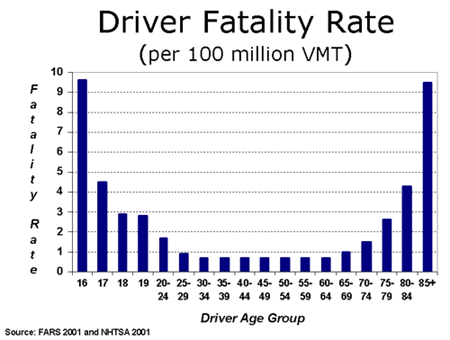 Driver Fatality Rate
(per 100 million VMT)
Fatality Rate
10
9
8
7
6
5
4
3
2
1
0
16 17 18 19 20-24 25-29 30-34 35-39 40-44 45-49 50-54 55-59 60-64 65-69 70-74 75-79 80-84 85+
Driver Age Group
Source: FARS 2001 and NHTSA 2001